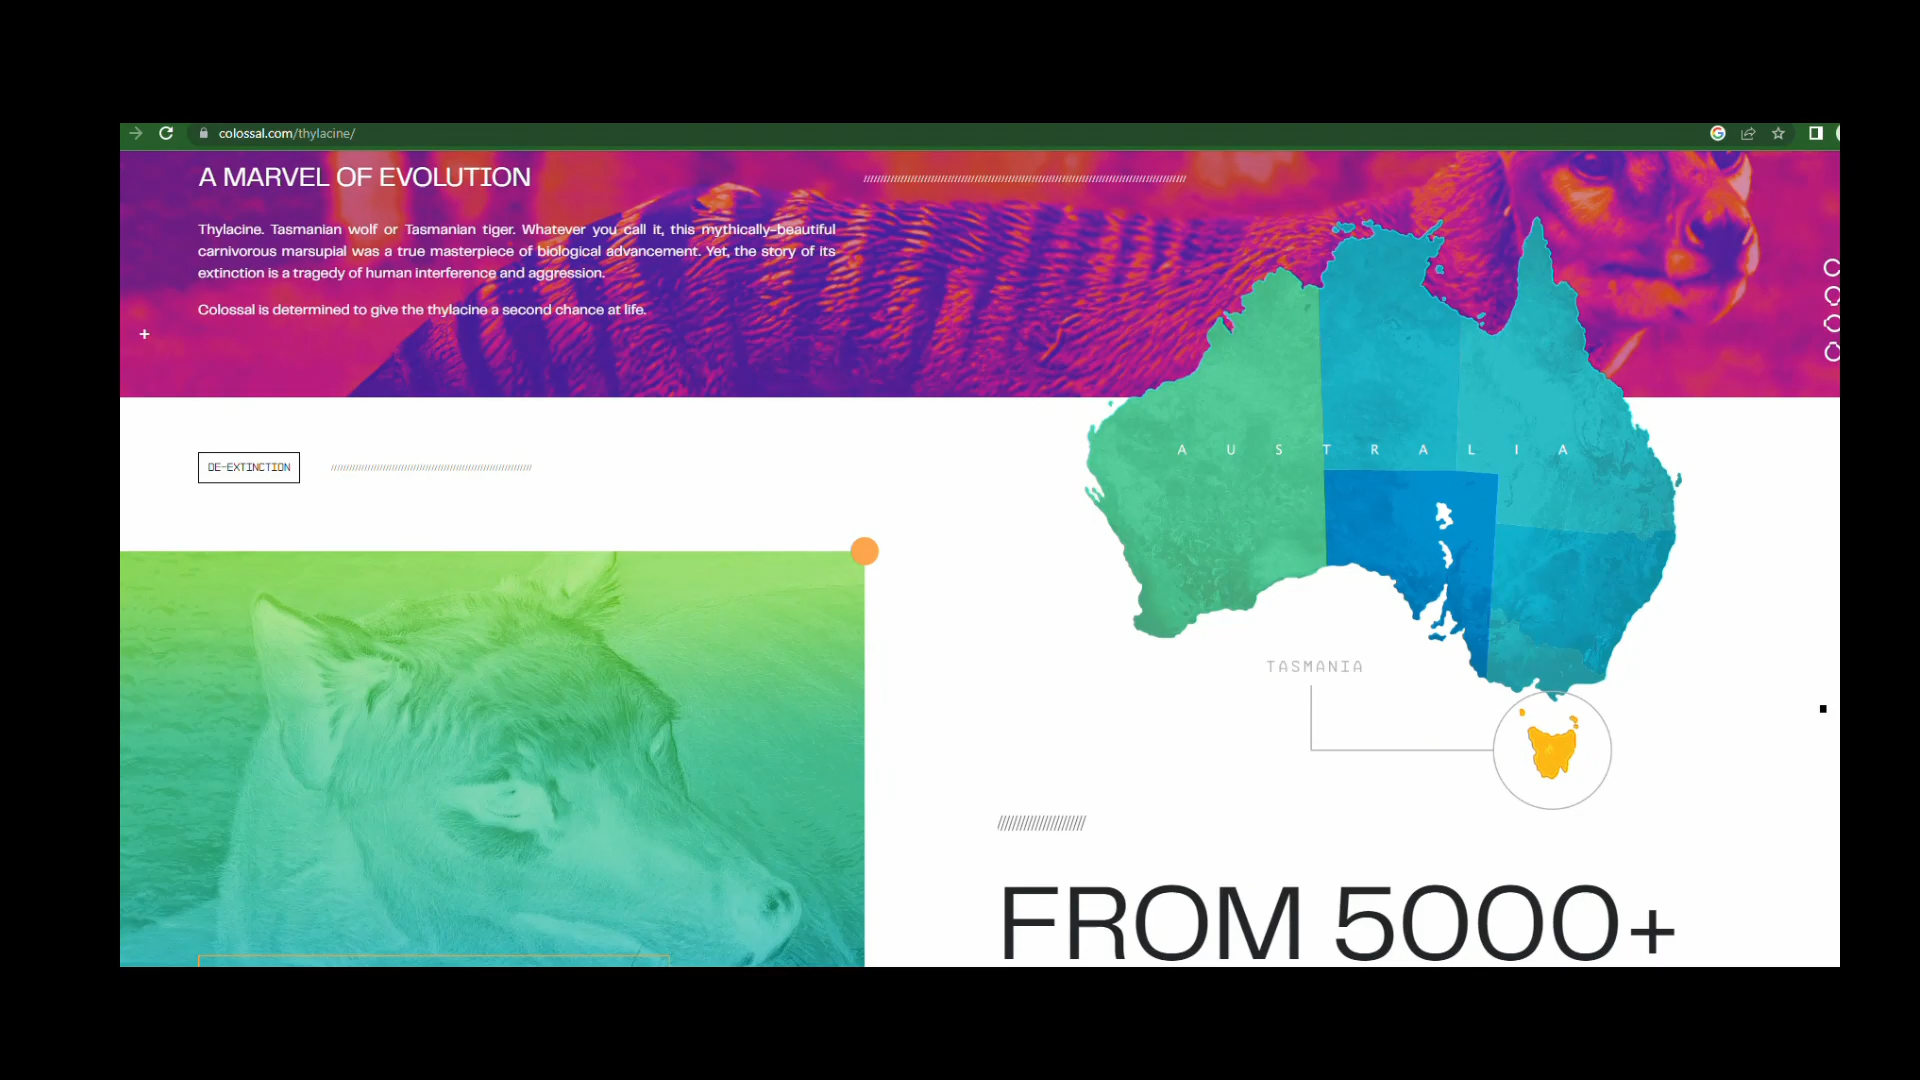 colossal.com/thylacine/
A MARVEL OF EVOLUTION
Thylacine. Tasmanian wolf or Tasmanian tiger. Whatever you call it, this mythically-beautiful
carnivorous marsupial was a true masterpiece of biological advancement. Yet, the story of its
extinction is a tragedy of human interference and aggression.
Colossal is determined to give the thylacine a second chance at life.
DE-EXTINCTION
AUSTRALIA
TASMANIA
FROM 5000+